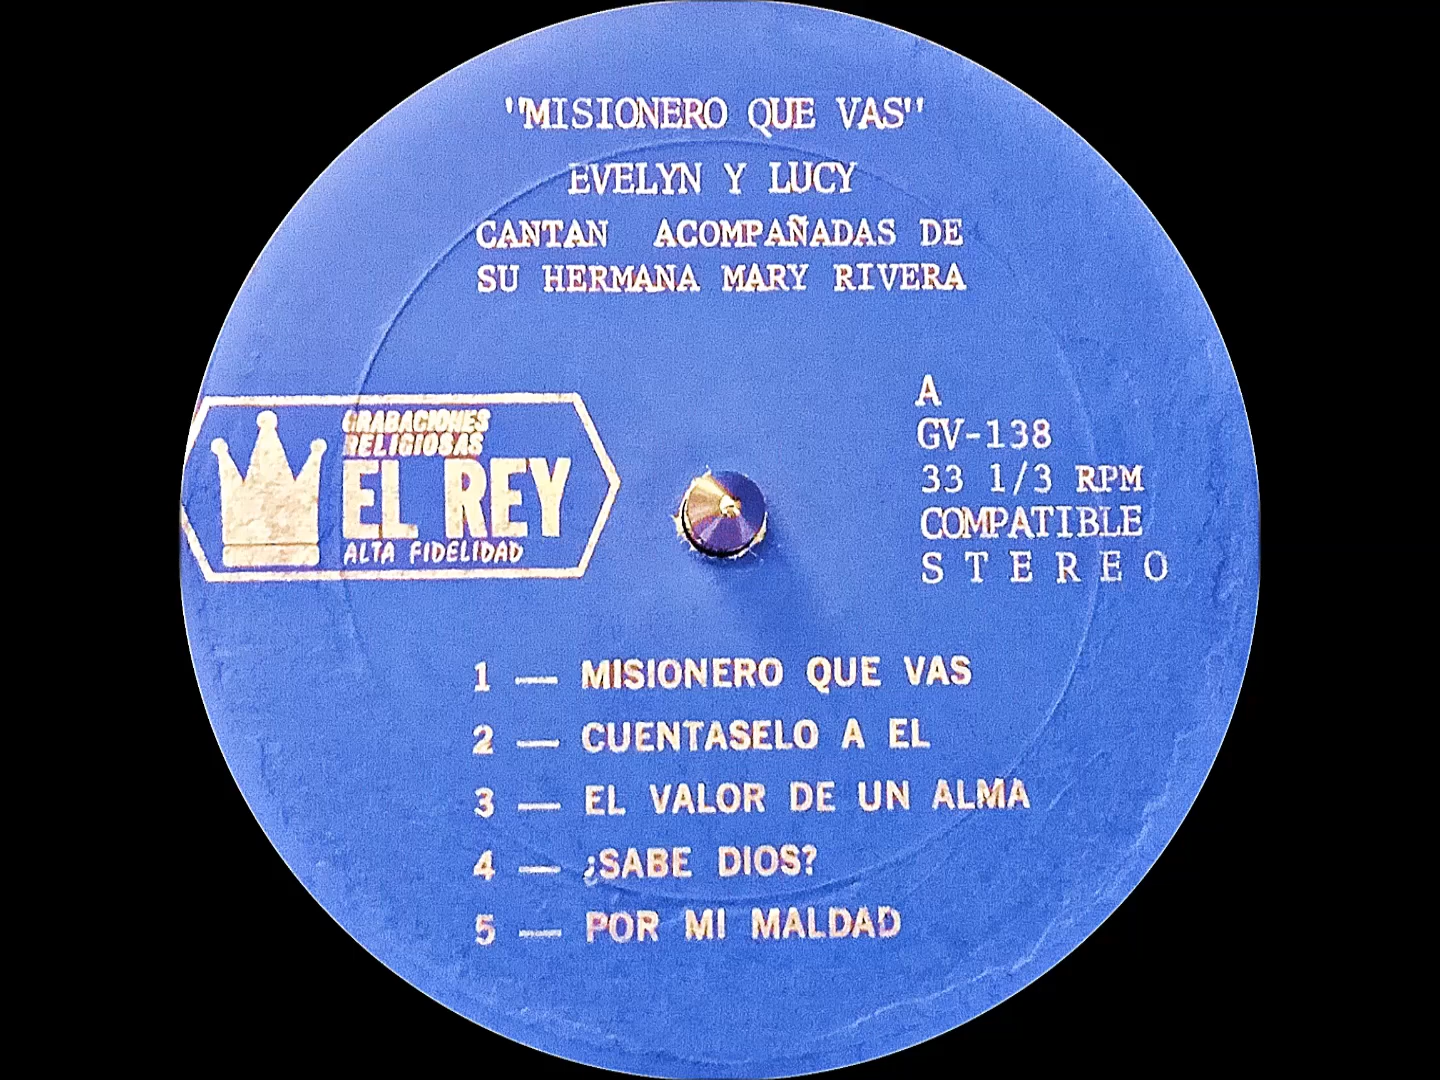 "MISIONERO QUE VAS"
EVELYN Y LUCY
CANTAN ACOMPAÑADAS DE
SU HERMANA MARY RIVERA
GRABACIONES
RELIGIOSAS
EL REY
ALTA FIDELIDAD
A
GV-138
33 1/3 RPM
COMPATIBLE
STEREO
1 — MISIONERO QUE VAS
2 — CUENTASELO A EL
3 — EL VALOR DE UN ALMA
4 — ¿SABE DIOS?
5 — POR MI MALDAD